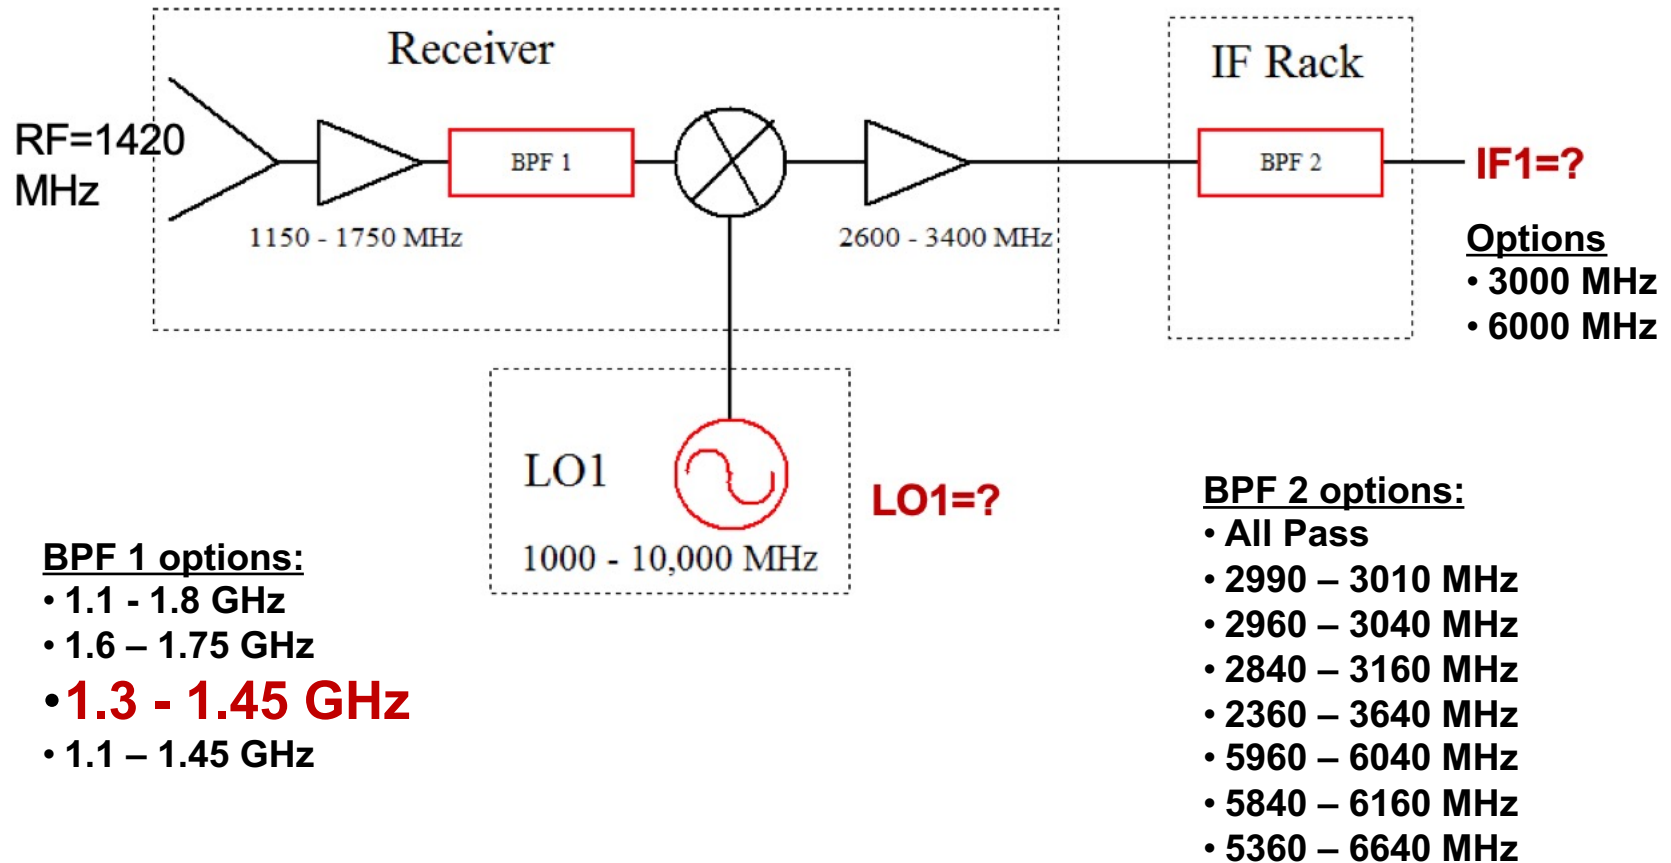 Receiver
IF Rack
RF=1420
MHz
BPF 1
BPF 2
IF1=?
1150 - 1750 MHz
2600 - 3400 MHz
Options
• 3000 MHz
• 6000 MHz
LO1
LO1=?
1000 - 10,000 MHz
BPF 1 options:
• 1.1 - 1.8 GHz
• 1.6 – 1.75 GHz
•1.3 - 1.45 GHz
• 1.1 – 1.45 GHz
BPF 2 options:
• All Pass
• 2990 – 3010 MHz
• 2960 – 3040 MHz
• 2840 – 3160 MHz
• 2360 – 3640 MHz
• 5960 – 6040 MHz
• 5840 – 6160 MHz
• 5360 – 6640 MHz